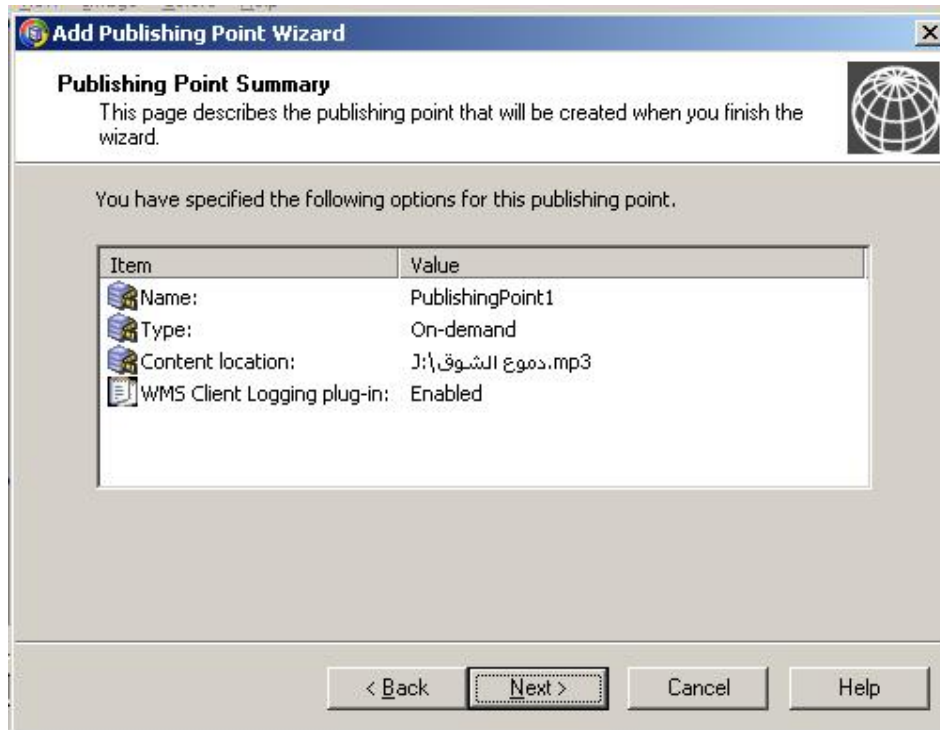 Add Publishing Point Wizard
Publishing Point Summary
This page describes the publishing point that will be created when you finish the
wizard.
You have specified the following options for this publishing point.
Item Value
Name: PublishingPoint1
Type: On-demand
Content location: J:\دموع الشوق.mp3
WMS Client Logging plug-in: Enabled
< Back Next > Cancel Help